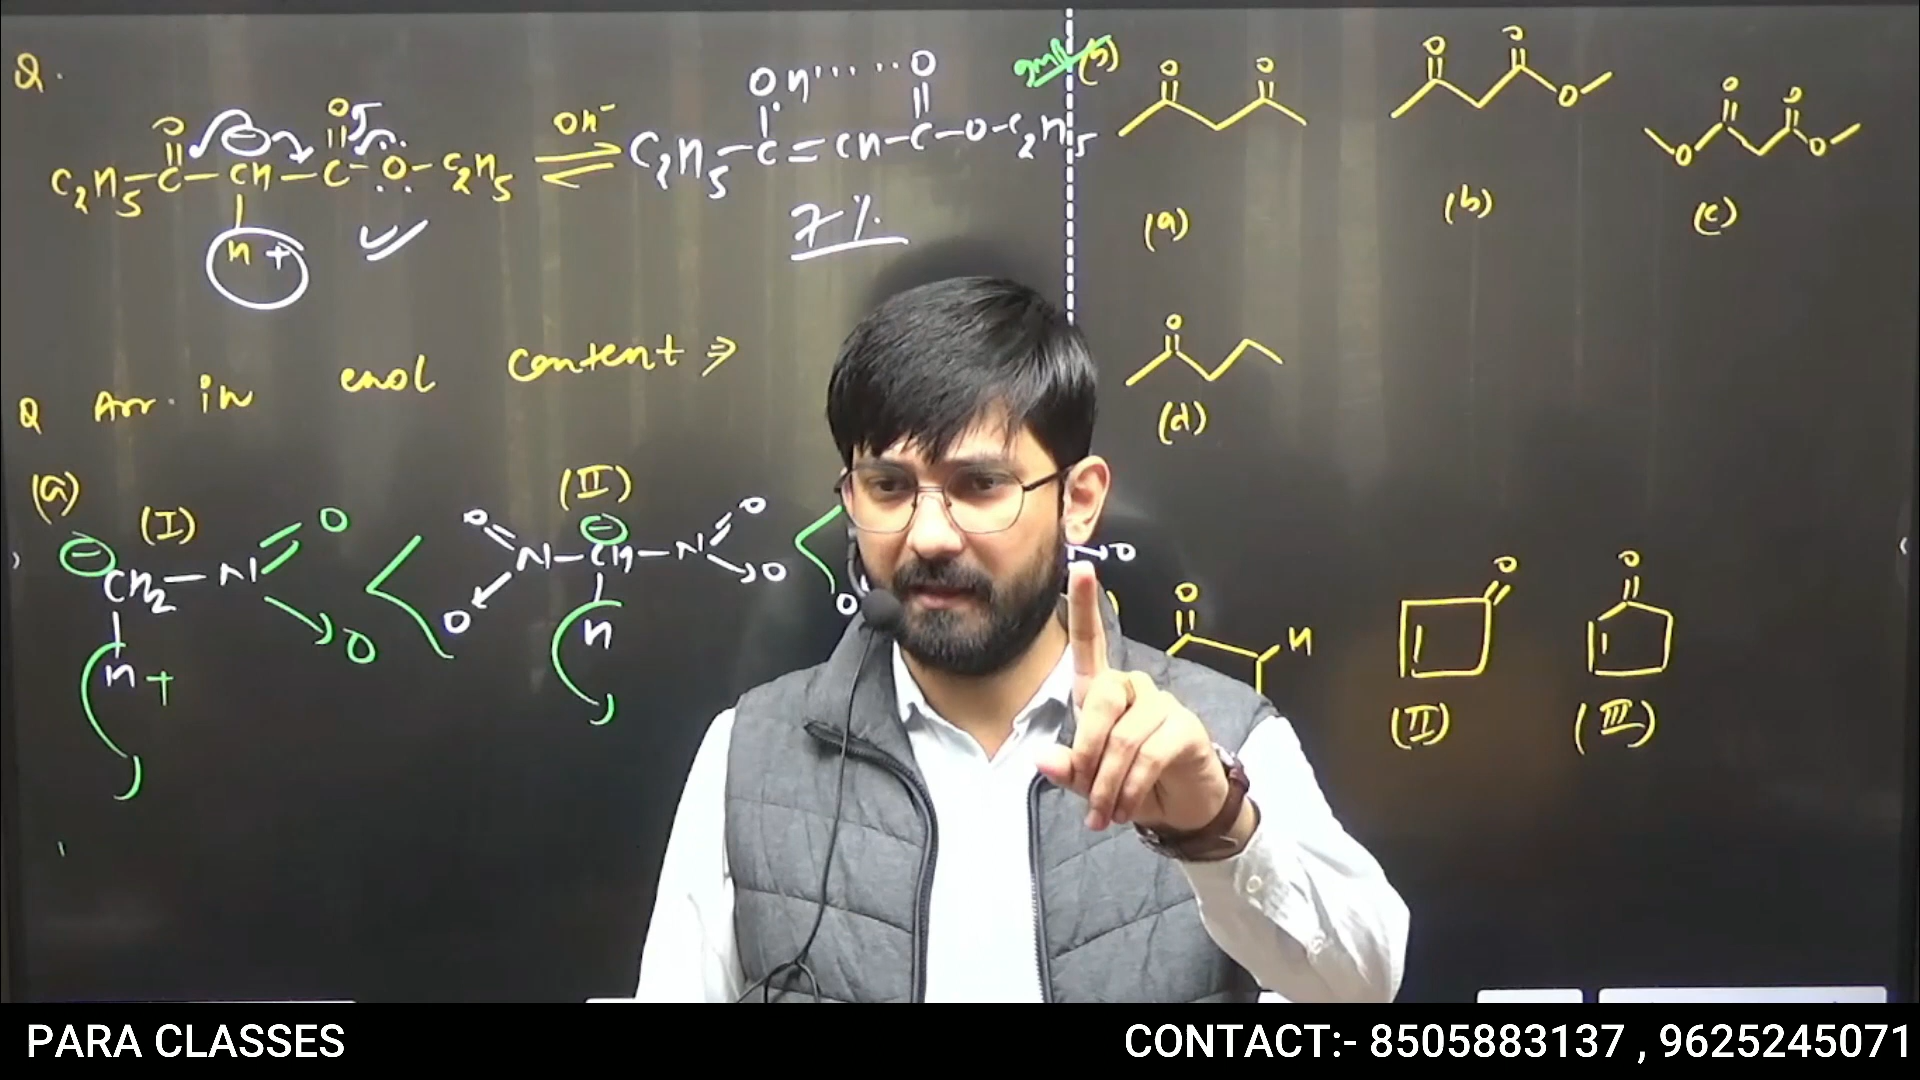 Q.
O O
C2H5-C-CH-C-O-C2H5
H +
OH-
OH......O
C2H5-C=CH-C-O-C2H5
7%
Q Arr. in enol content ⇒
(a)
(I)
CH2-N=O
O
H +
<
(II)
O=N-CH-N=O
O O
H
<
O
NO
(b)
O O
(a)
O O
O
(b)
O O
O O
(c)
O
(d)
O
H
O
(II)
O
(III)
PARA CLASSES
CONTACT:- 8505883137 , 9625245071